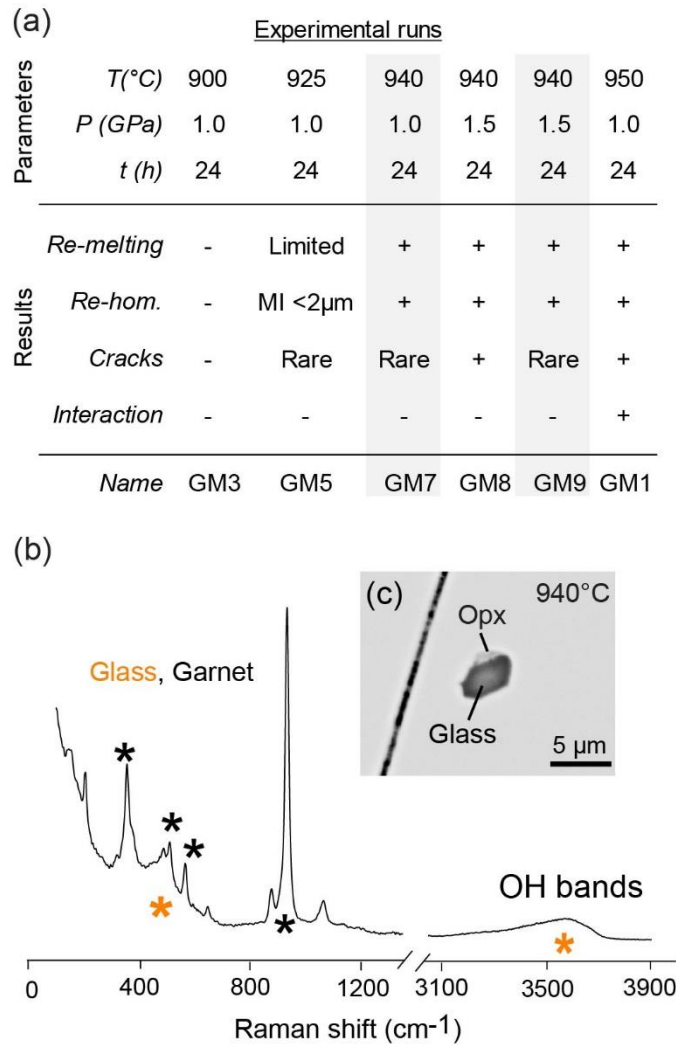 (a)
Experimental runs
Parameters
T(°C) 900 925 940 940 940 950
P (GPa) 1.0 1.0 1.0 1.5 1.5 1.0
t (h) 24 24 24 24 24 24
Results
Re-melting - Limited + + + +
Re-hom. - MI <2µm + + + +
Cracks - Rare Rare + Rare +
Interaction - - - - - +
Name GM3 GM5 GM7 GM8 GM9 GM1
(b)
(c) 940°C
Opx
Glass, Garnet
Glass
5 µm
* * * * * *
OH bands
0 400 800 1200 3100 3500 3900
Raman shift (cm-1)